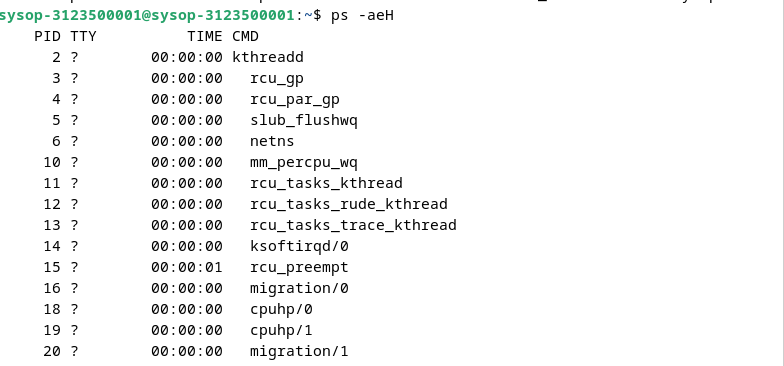 sysop-3123500001@sysop-3123500001:~$ ps -aeH
    PID TTY          TIME CMD
      2 ?        00:00:00 kthreadd
      3 ?        00:00:00   rcu_gp
      4 ?        00:00:00   rcu_par_gp
      5 ?        00:00:00   slub_flushwq
      6 ?        00:00:00   netns
     10 ?        00:00:00   mm_percpu_wq
     11 ?        00:00:00   rcu_tasks_kthread
     12 ?        00:00:00   rcu_tasks_rude_kthread
     13 ?        00:00:00   rcu_tasks_trace_kthread
     14 ?        00:00:00   ksoftirqd/0
     15 ?        00:00:01   rcu_preempt
     16 ?        00:00:00   migration/0
     18 ?        00:00:00   cpuhp/0
     19 ?        00:00:00   cpuhp/1
     20 ?        00:00:00   migration/1